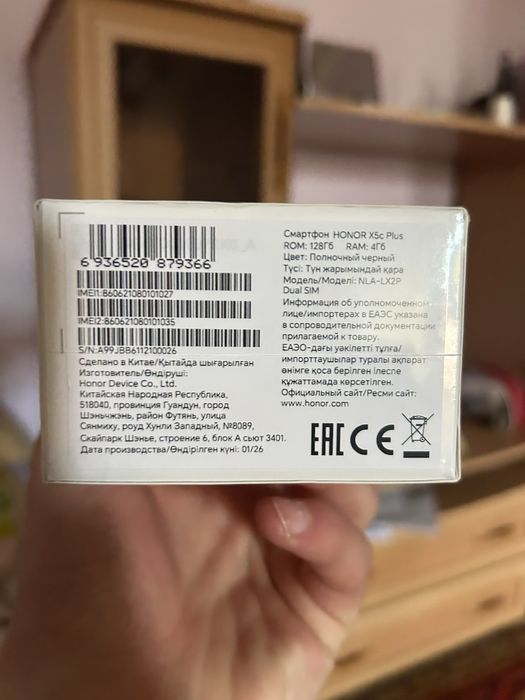 6 936520 879366
IMEI1:860621080101027
IMEI2:860621080101035
S/N:A99JBB6112100026
Сделано в Китае/Қытайда шығарылған
Изготовитель/Өндіруші:
Honor Device Co., Ltd.
Китайская Народная Республика,
518040, провинция Гуандун, город
Шэньчжэнь, район Футянь, улица
Сянмиху, роуд Хунли Западный, №8089,
Скайпарк Шэнье, строение 6, блок А сьют 3401.
Дата производства/Өндірілген күні: 01/26
Смартфон HONOR X5c Plus
ROM: 128Гб RAM: 4Гб
Цвет: Полночный черный
Түсі: Түн жарымындай қара
Модель/Моделі: NLA-LX2P
Dual SIM
Информация об уполномоченном
лице/импортерах в ЕАЭС указана
в сопроводительной документации
прилагаемой к товару.
ЕАЭО-дағы уәкілетті тұлға/
импорттаушылар туралы ақпарат
өнімге қоса берілген ілеспе
құжаттамада көрсетілген.
Официальный сайт/Ресми сайт:
www.honor.com
EAC CE